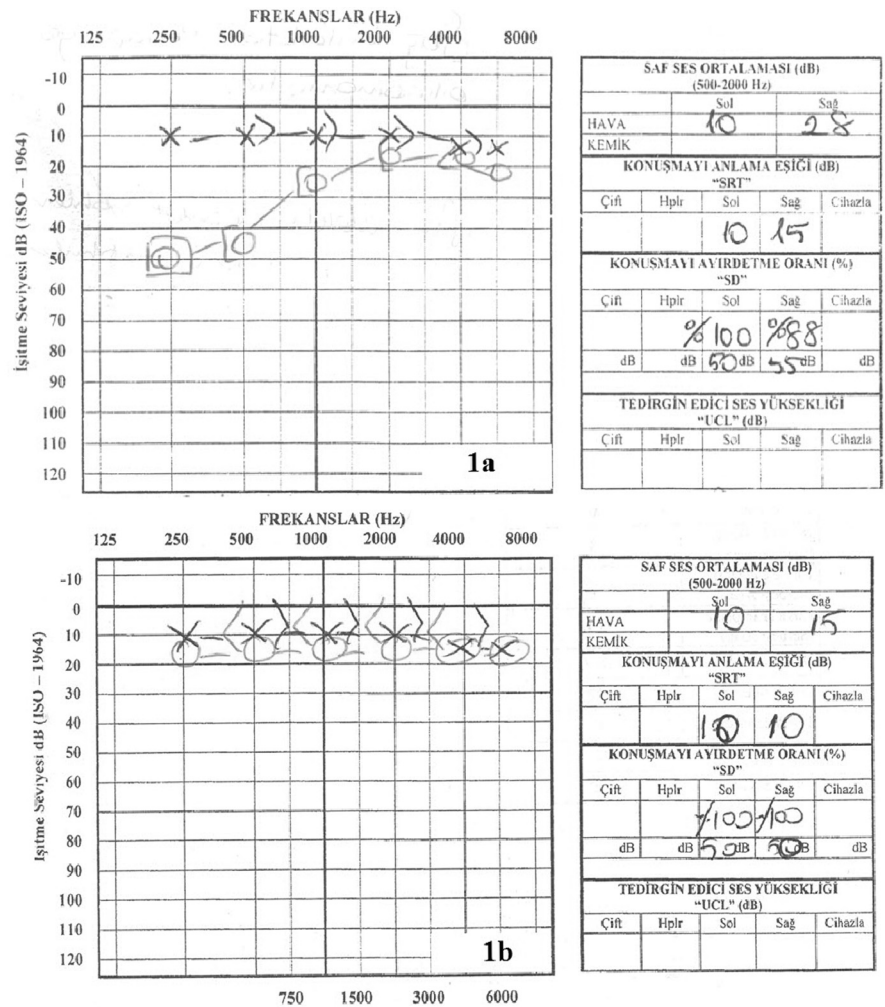 FREKANSLAR (Hz)
125 250 500 1000 2000 4000 8000
İşitme Seviyesi dB (ISO – 1964)
-10
0
10
20
30
40
50
60
70
80
90
100
110
120
1a
SAF SES ORTALAMASI (dB)
(500-2000 Hz)
Sol Sağ
HAVA 10 28
KEMİK
KONUŞMAYI ANLAMA EŞİĞİ (dB)
“SRT”
Çift Hplr Sol Sağ Cihazla
10 15
KONUŞMAYI AYIRDETME ORANI (%)
“SD”
Çift Hplr Sol Sağ Cihazla
%100 %88
dB dB 50 dB 55 dB dB
TEDİRGİN EDİCİ SES YÜKSEKLİĞİ
“UCL” (dB)
Çift Hplr Sol Sağ Cihazla
FREKANSLAR (Hz)
125 250 500 1000 2000 4000 8000
İşitme Seviyesi dB (ISO – 1964)
-10
0
10
20
30
40
50
60
70
80
90
100
110
120
750 1500 3000 6000
1b
SAF SES ORTALAMASI (dB)
(500-2000 Hz)
Sol Sağ
HAVA 10 15
KEMİK
KONUŞMAYI ANLAMA EŞİĞİ (dB)
“SRT”
Çift Hplr Sol Sağ Cihazla
10 10
KONUŞMAYI AYIRDETME ORANI (%)
“SD”
Çift Hplr Sol Sağ Cihazla
%100 %100
dB dB 50 dB 50 dB dB
TEDİRGİN EDİCİ SES YÜKSEKLİĞİ
“UCL” (dB)
Çift Hplr Sol Sağ Cihazla